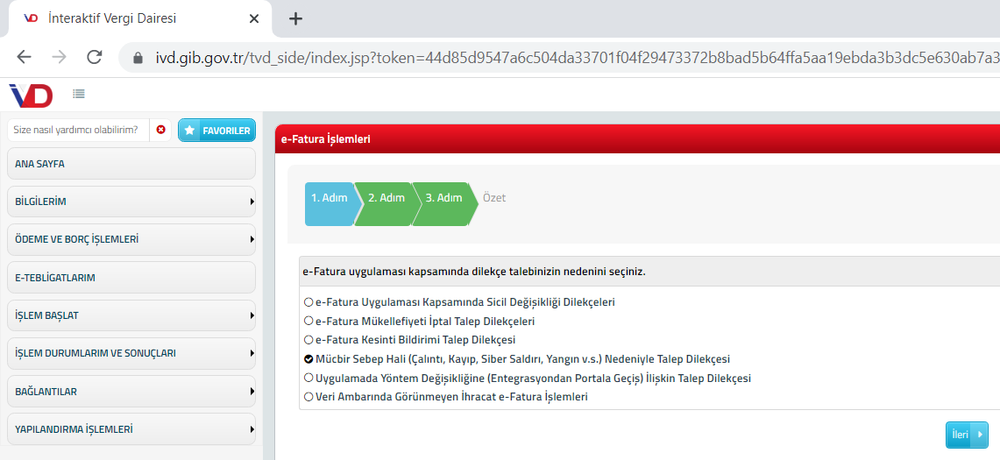 VD İnteraktif Vergi Dairesi
ivd.gib.gov.tr/tvd_side/index.jsp?token=44d85d9547a6c504da33701f04f29473372b8bad5b64ffa5aa19ebda3b3dc5e630ab7a3
iVD
Size nasıl yardımcı olabilirim?
FAVORILER
ANA SAYFA
BİLGİLERİM
ÖDEME VE BORÇ İŞLEMLERİ
E-TEBLİGATLARIM
İŞLEM BAŞLAT
İŞLEM DURUMLARIM VE SONUÇLARI
BAĞLANTILAR
YAPILANDIRMA İŞLEMLERİ
e-Fatura İşlemleri
1. Adım
2. Adım
3. Adım
Özet
e-Fatura uygulaması kapsamında dilekçe talebinizin nedenini seçiniz.
e-Fatura Uygulaması Kapsamında Sicil Değişikliği Dilekçeleri
e-Fatura Mükellefiyeti İptal Talep Dilekçeleri
e-Fatura Kesinti Bildirimi Talep Dilekçesi
Mücbir Sebep Hali (Çalıntı, Kayıp, Siber Saldırı, Yangın v.s.) Nedeniyle Talep Dilekçesi
Uygulamada Yöntem Değişikliğine (Entegrasyondan Portala Geçiş) İlişkin Talep Dilekçesi
Veri Ambarında Görünmeyen İhracat e-Fatura İşlemleri
İleri